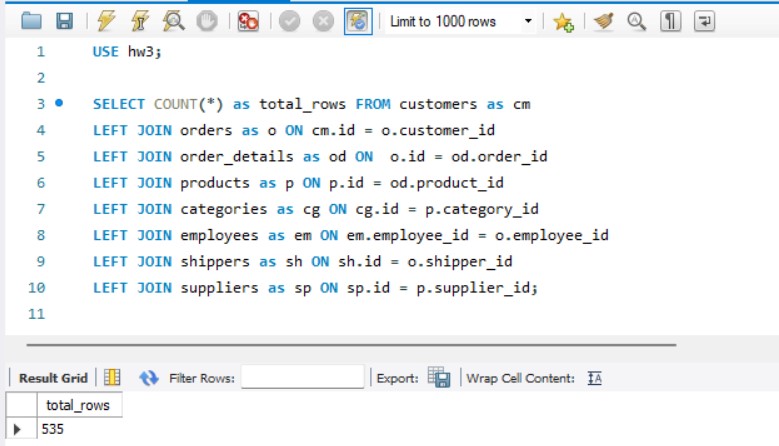 Limit to 1000 rows
1 USE hw3;
2
3 SELECT COUNT(*) as total_rows FROM customers as cm
4 LEFT JOIN orders as o ON cm.id = o.customer_id
5 LEFT JOIN order_details as od ON  o.id = od.order_id
6 LEFT JOIN products as p ON p.id = od.product_id
7 LEFT JOIN categories as cg ON cg.id = p.category_id
8 LEFT JOIN employees as em ON em.employee_id = o.employee_id
9 LEFT JOIN shippers as sh ON sh.id = o.shipper_id
10 LEFT JOIN suppliers as sp ON sp.id = p.supplier_id;
11
Result Grid Filter Rows: Export: Wrap Cell Content: IA
total_rows
535